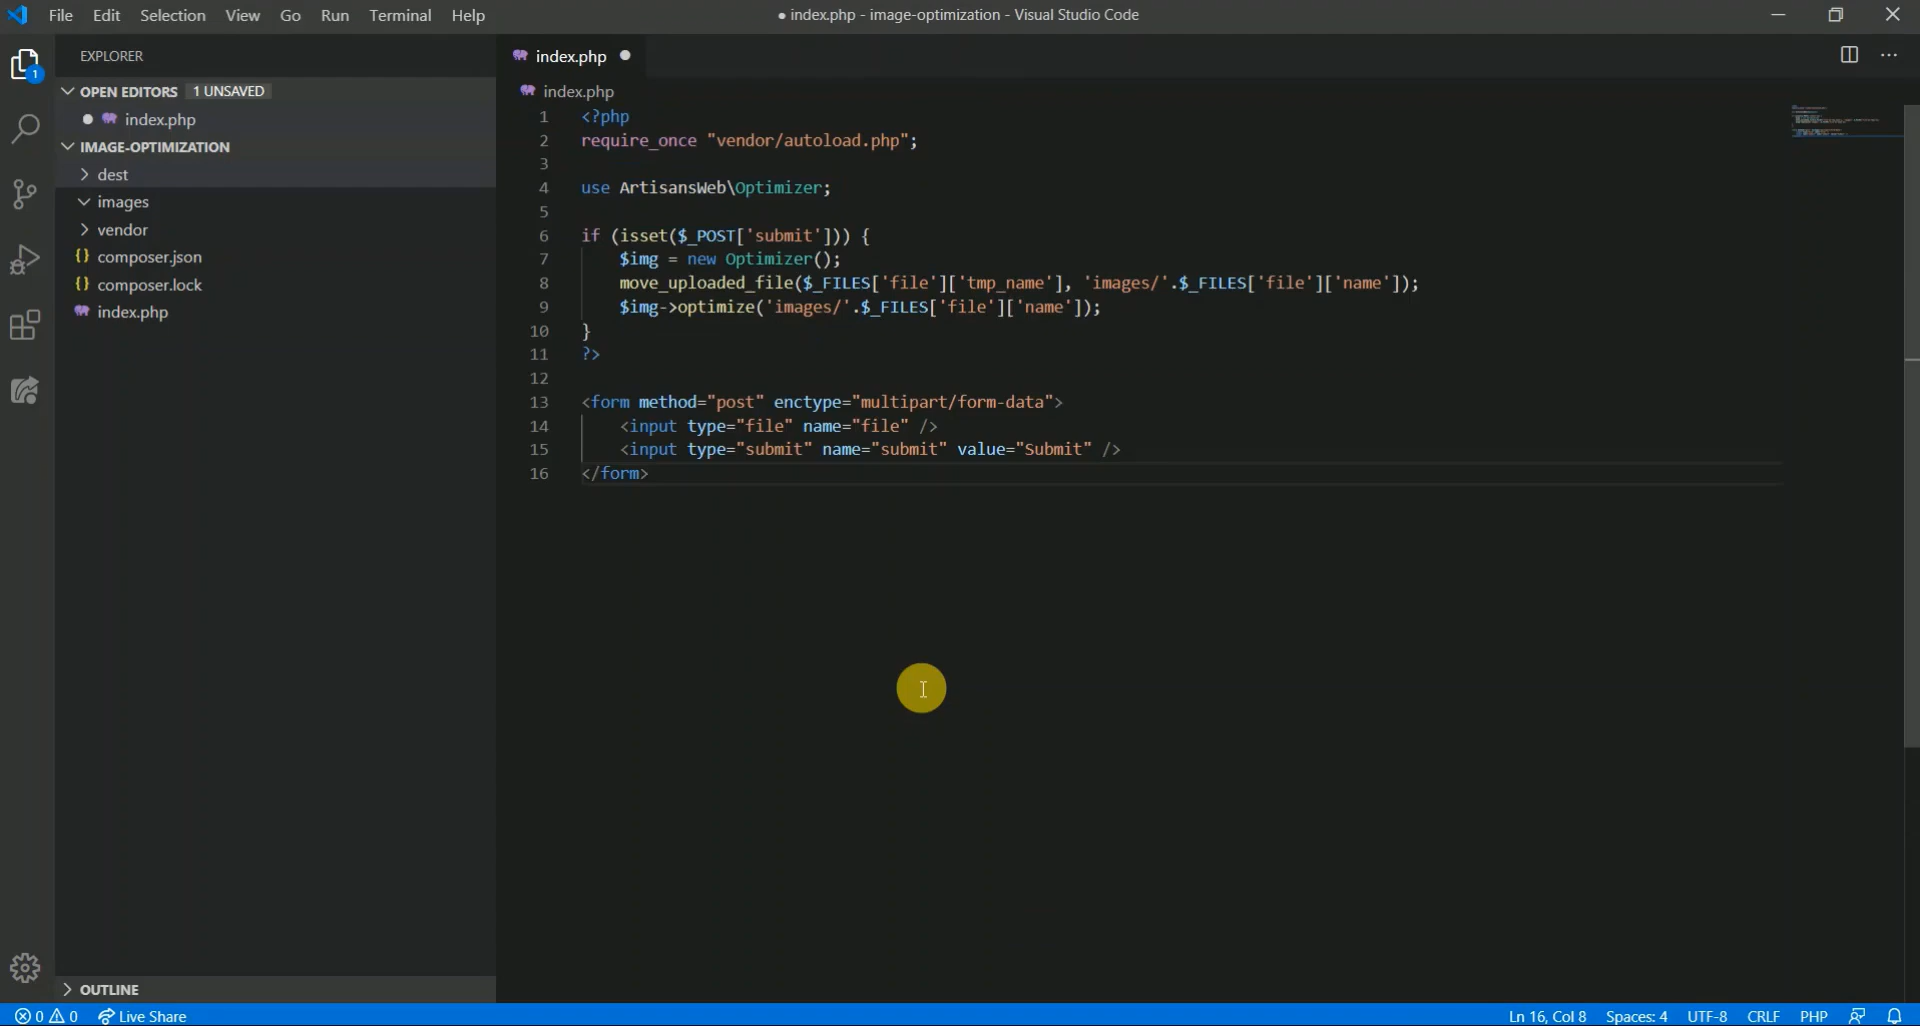 File Edit Selection View Go Run Terminal Help
● index.php - image-optimization - Visual Studio Code
EXPLORER
1
OPEN EDITORS 1 UNSAVED
index.php
IMAGE-OPTIMIZATION
dest
images
vendor
{} composer.json
{} composer.lock
index.php
OUTLINE
index.php
index.php
1 <?php
2 require_once "vendor/autoload.php";
3
4 use ArtisansWeb\Optimizer;
5
6 if (isset($_POST['submit'])) {
7 $img = new Optimizer();
8 move_uploaded_file($_FILES['file']['tmp_name'], 'images/'.$_FILES['file']['name']);
9 $img->optimize('images/'.$_FILES['file']['name']);
10 }
11 ?>
12
13 <form method="post" enctype="multipart/form-data">
14 <input type="file" name="file" />
15 <input type="submit" name="submit" value="Submit" />
16 </form>
0 0 Live Share
Ln 16, Col 8 Spaces: 4 UTF-8 CRLF PHP